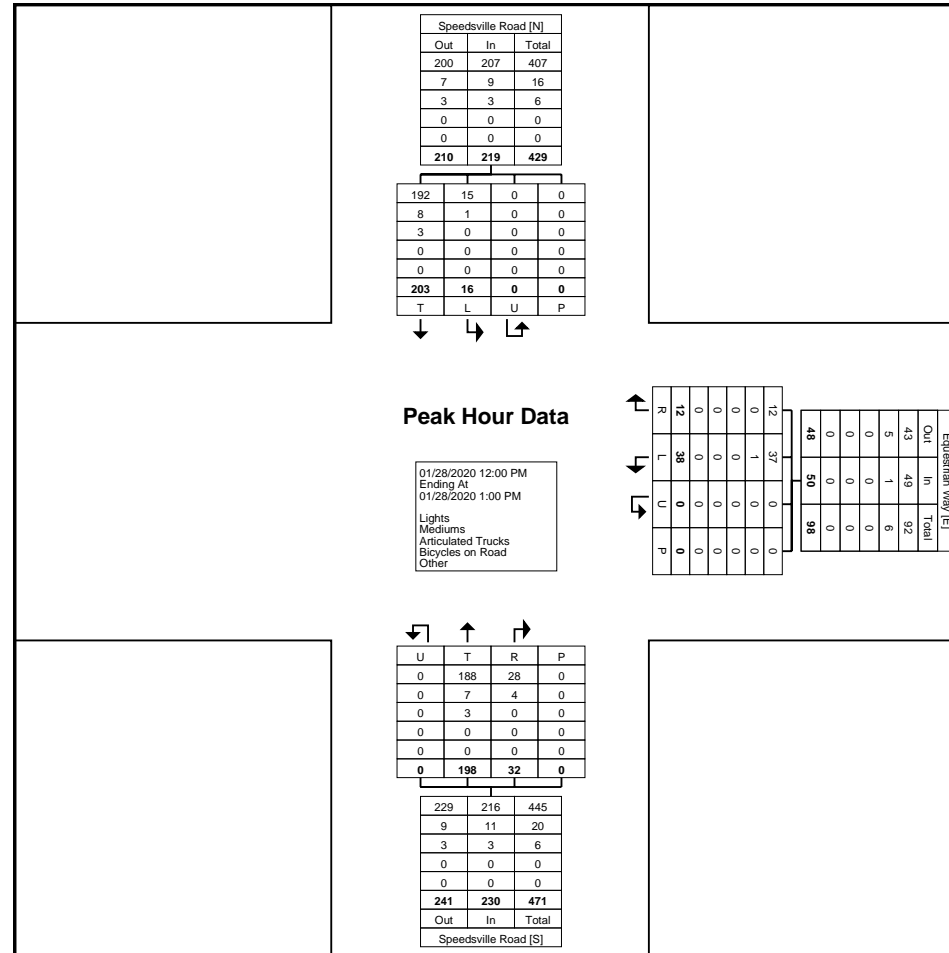 Speedsville Road [N]
Out In Total
200 207 407
7 9 16
3 3 6
0 0 0
0 0 0
210 219 429
192 15 0 0
8 1 0 0
3 0 0 0
0 0 0 0
0 0 0 0
203 16 0 0
T L U P
Peak Hour Data
01/28/2020 12:00 PM
Ending At
01/28/2020 1:00 PM
Lights
Mediums
Articulated Trucks
Bicycles on Road
Other
Equestrian Way [E]
Out In Total
43 49 92
5 1 6
0 0 0
0 0 0
0 0 0
48 50 98
12 37 0 0
0 1 0 0
0 0 0 0
0 0 0 0
0 0 0 0
12 38 0 0
R L U P
U T R P
0 188 28 0
0 7 4 0
0 3 0 0
0 0 0 0
0 0 0 0
0 198 32 0
229 216 445
9 11 20
3 3 6
0 0 0
0 0 0
241 230 471
Out In Total
Speedsville Road [S]